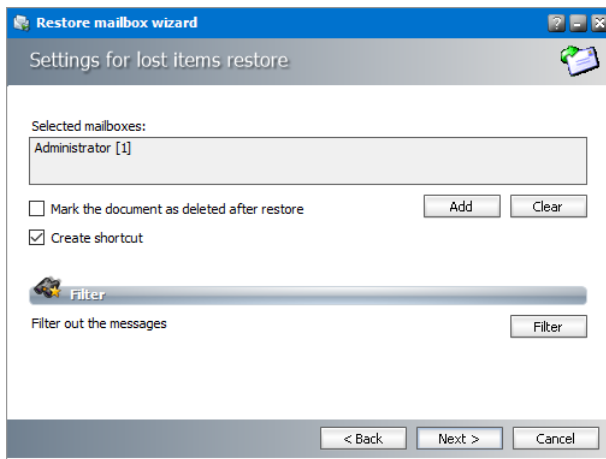 Restore mailbox wizard
?
Settings for lost items restore
Selected mailboxes:
Administrator [1]
Mark the document as deleted after restore
Add
Clear
Create shortcut
Filter
Filter out the messages
Filter
< Back
Next >
Cancel